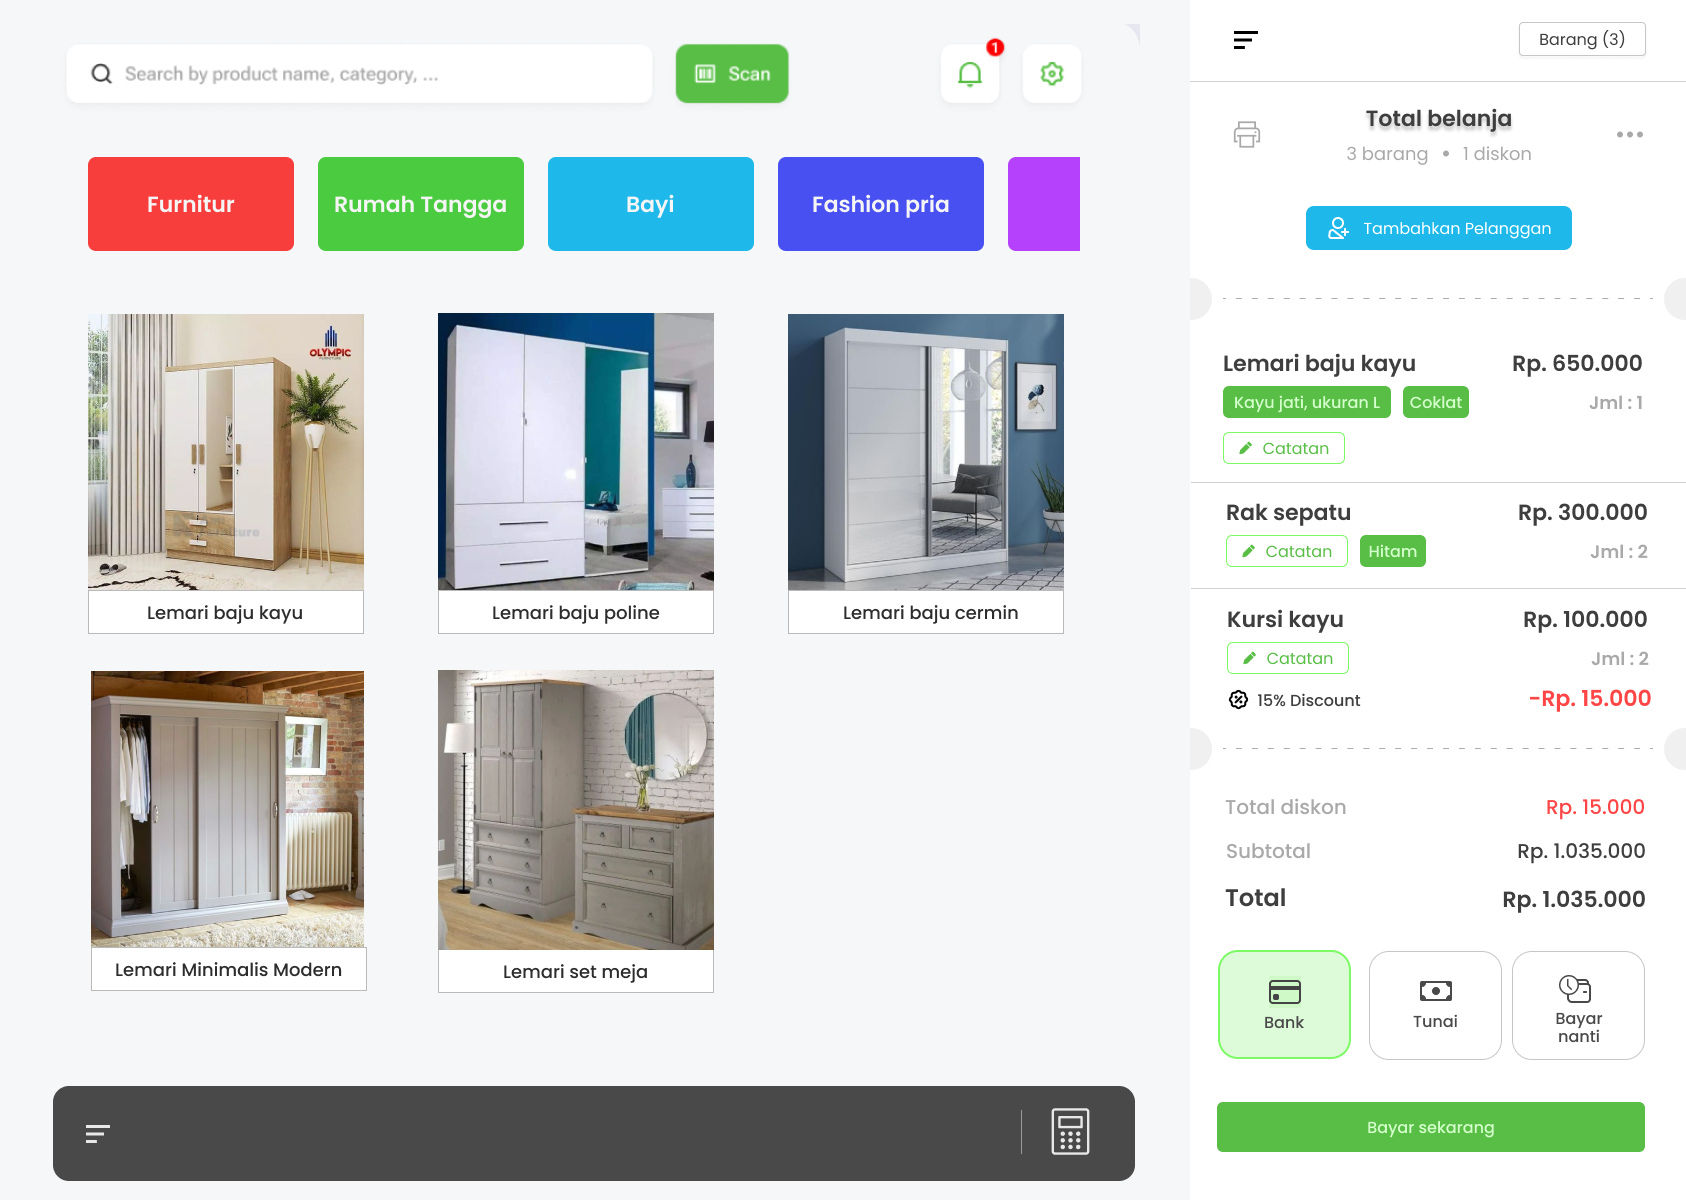 Search by product name, category, ...
Scan
1
Furnitur
Rumah Tangga
Bayi
Fashion pria
OLYMPIC
Lemari baju kayu
Lemari baju poline
Lemari baju cermin
Lemari Minimalis Modern
Lemari set meja
Barang (3)
Total belanja
3 barang • 1 diskon
Tambahkan Pelanggan
Lemari baju kayu Rp. 650.000
Kayu jati, ukuran L Coklat Jml : 1
Catatan
Rak sepatu Rp. 300.000
Catatan Hitam Jml : 2
Kursi kayu Rp. 100.000
Catatan Jml : 2
15% Discount -Rp. 15.000
Total diskon Rp. 15.000
Subtotal Rp. 1.035.000
Total Rp. 1.035.000
Bank
Tunai
Bayar
nanti
Bayar sekarang